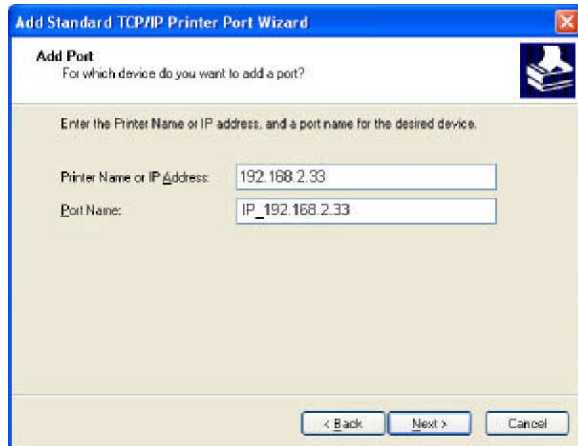 Add Standard TCP/IP Printer Port Wizard
Add Port
For which device do you want to add a port?
Enter the Printer Name or IP address, and a port name for the desired device.
Printer Name or IP Address: 192.168.2.33
Port Name: IP_192.168.2.33
< Back Next > Cancel